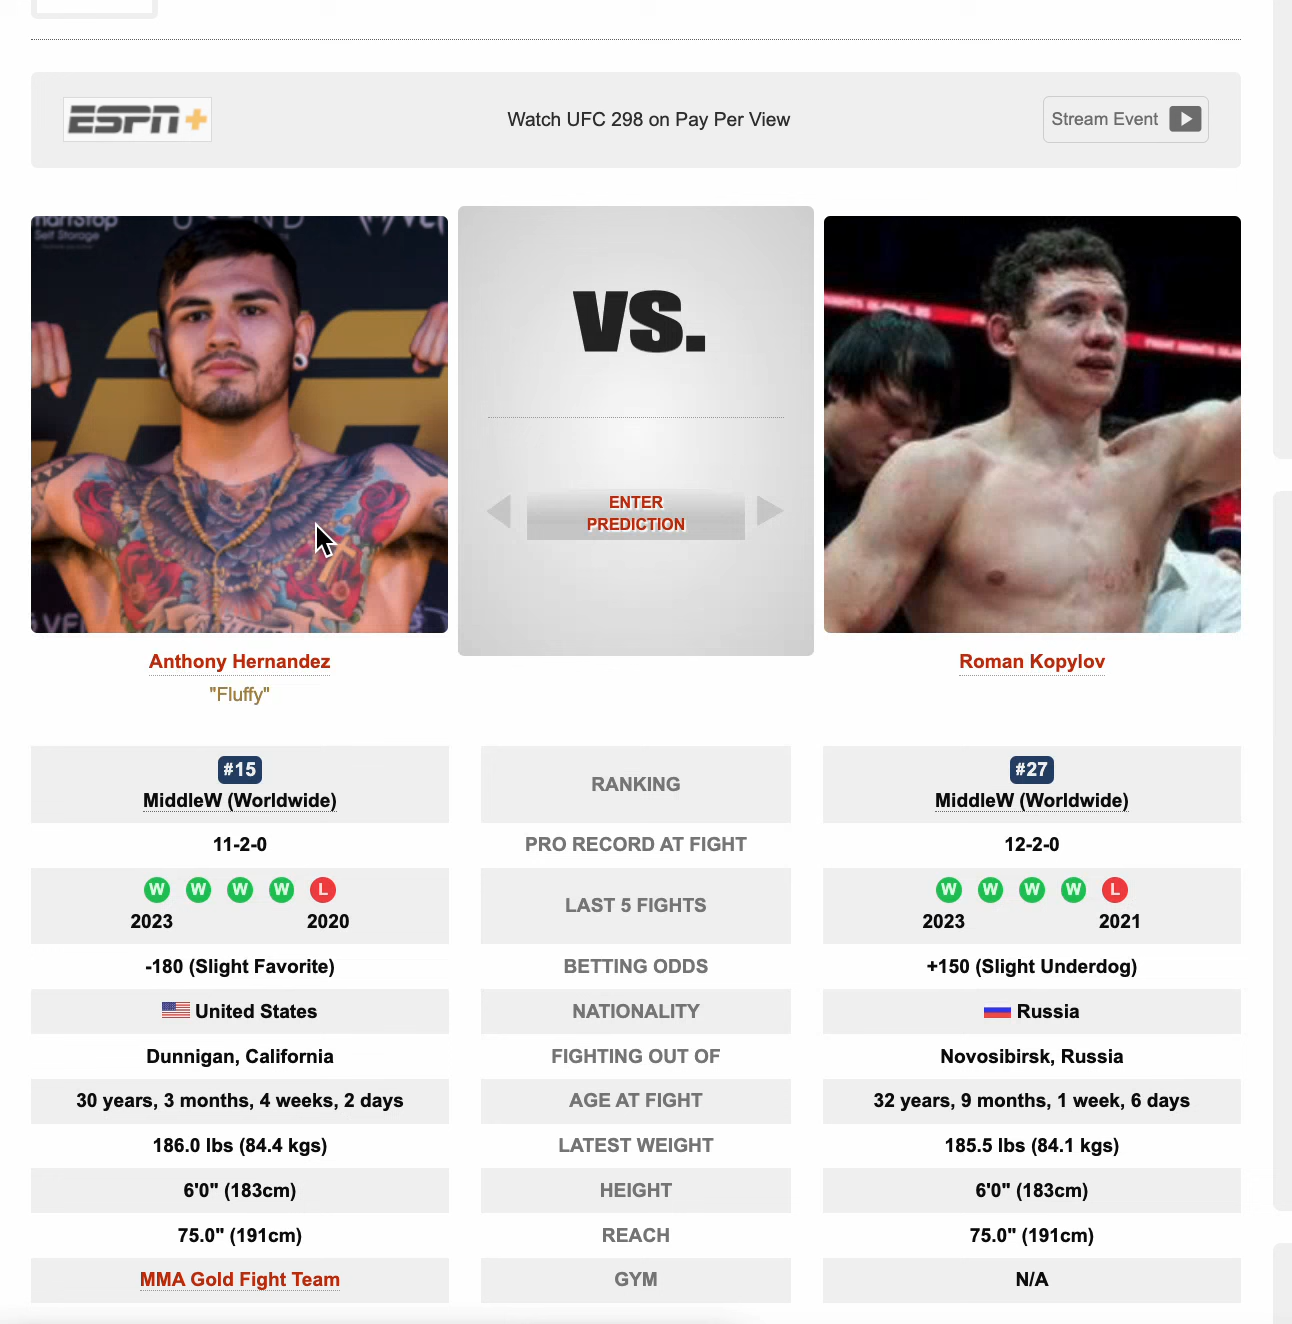 ESPN+
Watch UFC 298 on Pay Per View
Stream Event
Self Storage
VS.
ENTER
PREDICTION
Anthony Hernandez
"Fluffy"
Roman Kopylov
#15
MiddleW (Worldwide)
RANKING
#27
MiddleW (Worldwide)
11-2-0
PRO RECORD AT FIGHT
12-2-0
W W W W L
2023 2020
LAST 5 FIGHTS
W W W W L
2023 2021
-180 (Slight Favorite)
BETTING ODDS
+150 (Slight Underdog)
United States
NATIONALITY
Russia
Dunnigan, California
FIGHTING OUT OF
Novosibirsk, Russia
30 years, 3 months, 4 weeks, 2 days
AGE AT FIGHT
32 years, 9 months, 1 week, 6 days
186.0 lbs (84.4 kgs)
LATEST WEIGHT
185.5 lbs (84.1 kgs)
6'0" (183cm)
HEIGHT
6'0" (183cm)
75.0" (191cm)
REACH
75.0" (191cm)
MMA Gold Fight Team
GYM
N/A